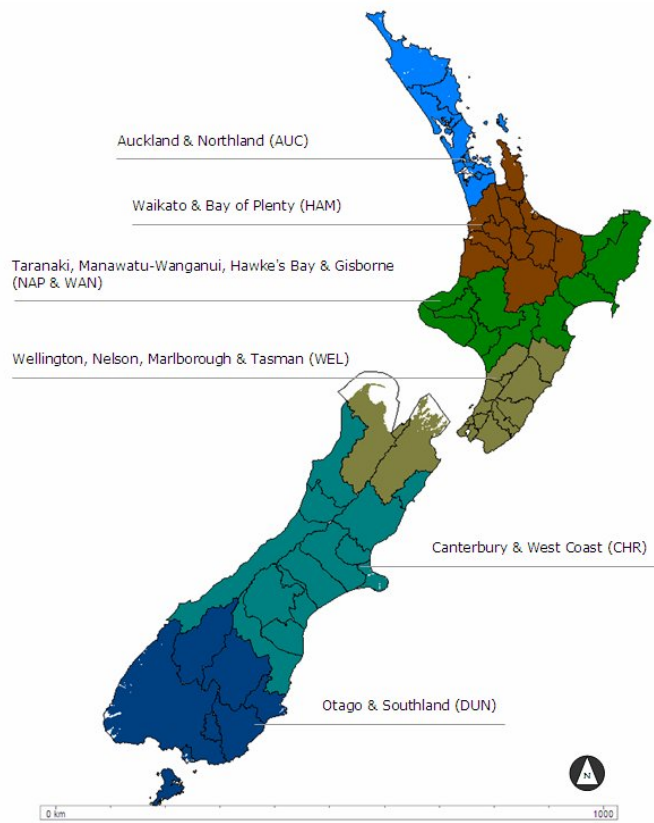 Auckland & Northland (AUC)
Waikato & Bay of Plenty (HAM)
Taranaki, Manawatu-Wanganui, Hawke's Bay & Gisborne
(NAP & WAN)
Wellington, Nelson, Marlborough & Tasman (WEL)
Canterbury & West Coast (CHR)
Otago & Southland (DUN)
N
0 km 1000